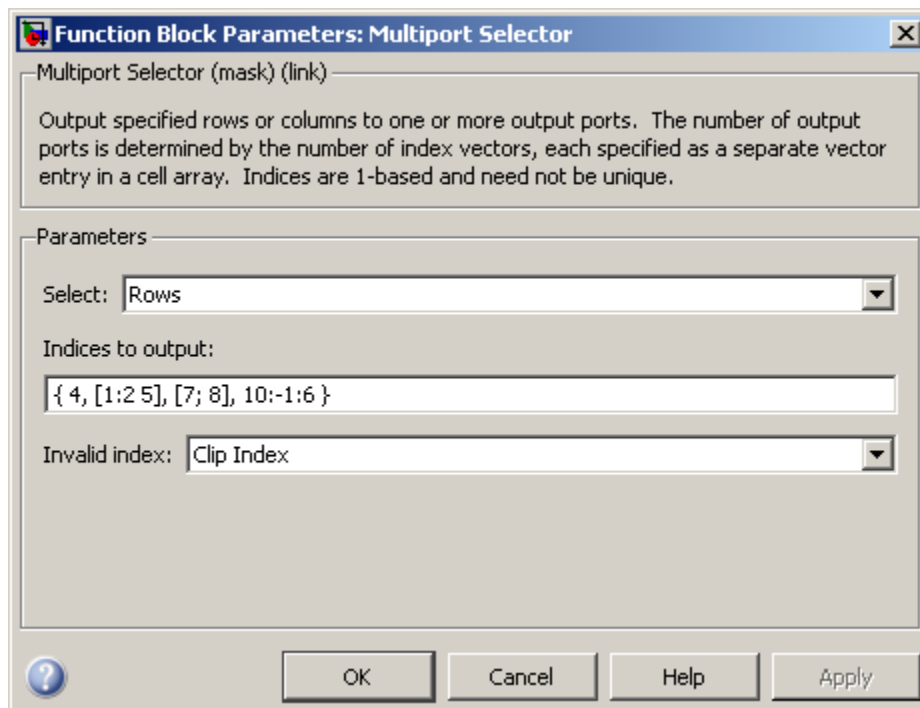 Function Block Parameters: Multiport Selector
Multiport Selector (mask) (link)
Output specified rows or columns to one or more output ports.  The number of output
ports is determined by the number of index vectors, each specified as a separate vector
entry in a cell array.  Indices are 1-based and need not be unique.
Parameters
Select: Rows
Indices to output:
{ 4, [1:2 5], [7; 8], 10:-1:6 }
Invalid index: Clip Index
OK Cancel Help Apply